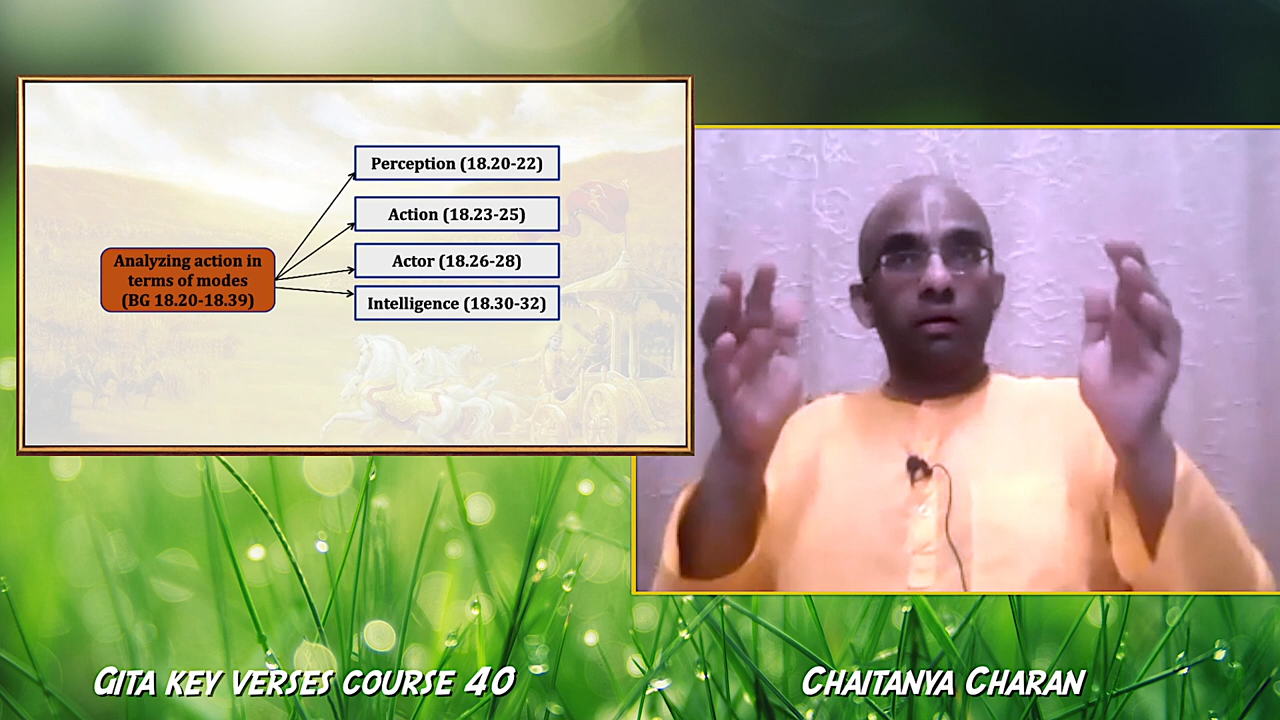 Perception (18.20-22)
Action (18.23-25)
Analyzing action in
terms of modes
(BG 18.20-18.39)
Actor (18.26-28)
Intelligence (18.30-32)
GITA KEY VERSES COURSE 40
CHAITANYA CHARAN